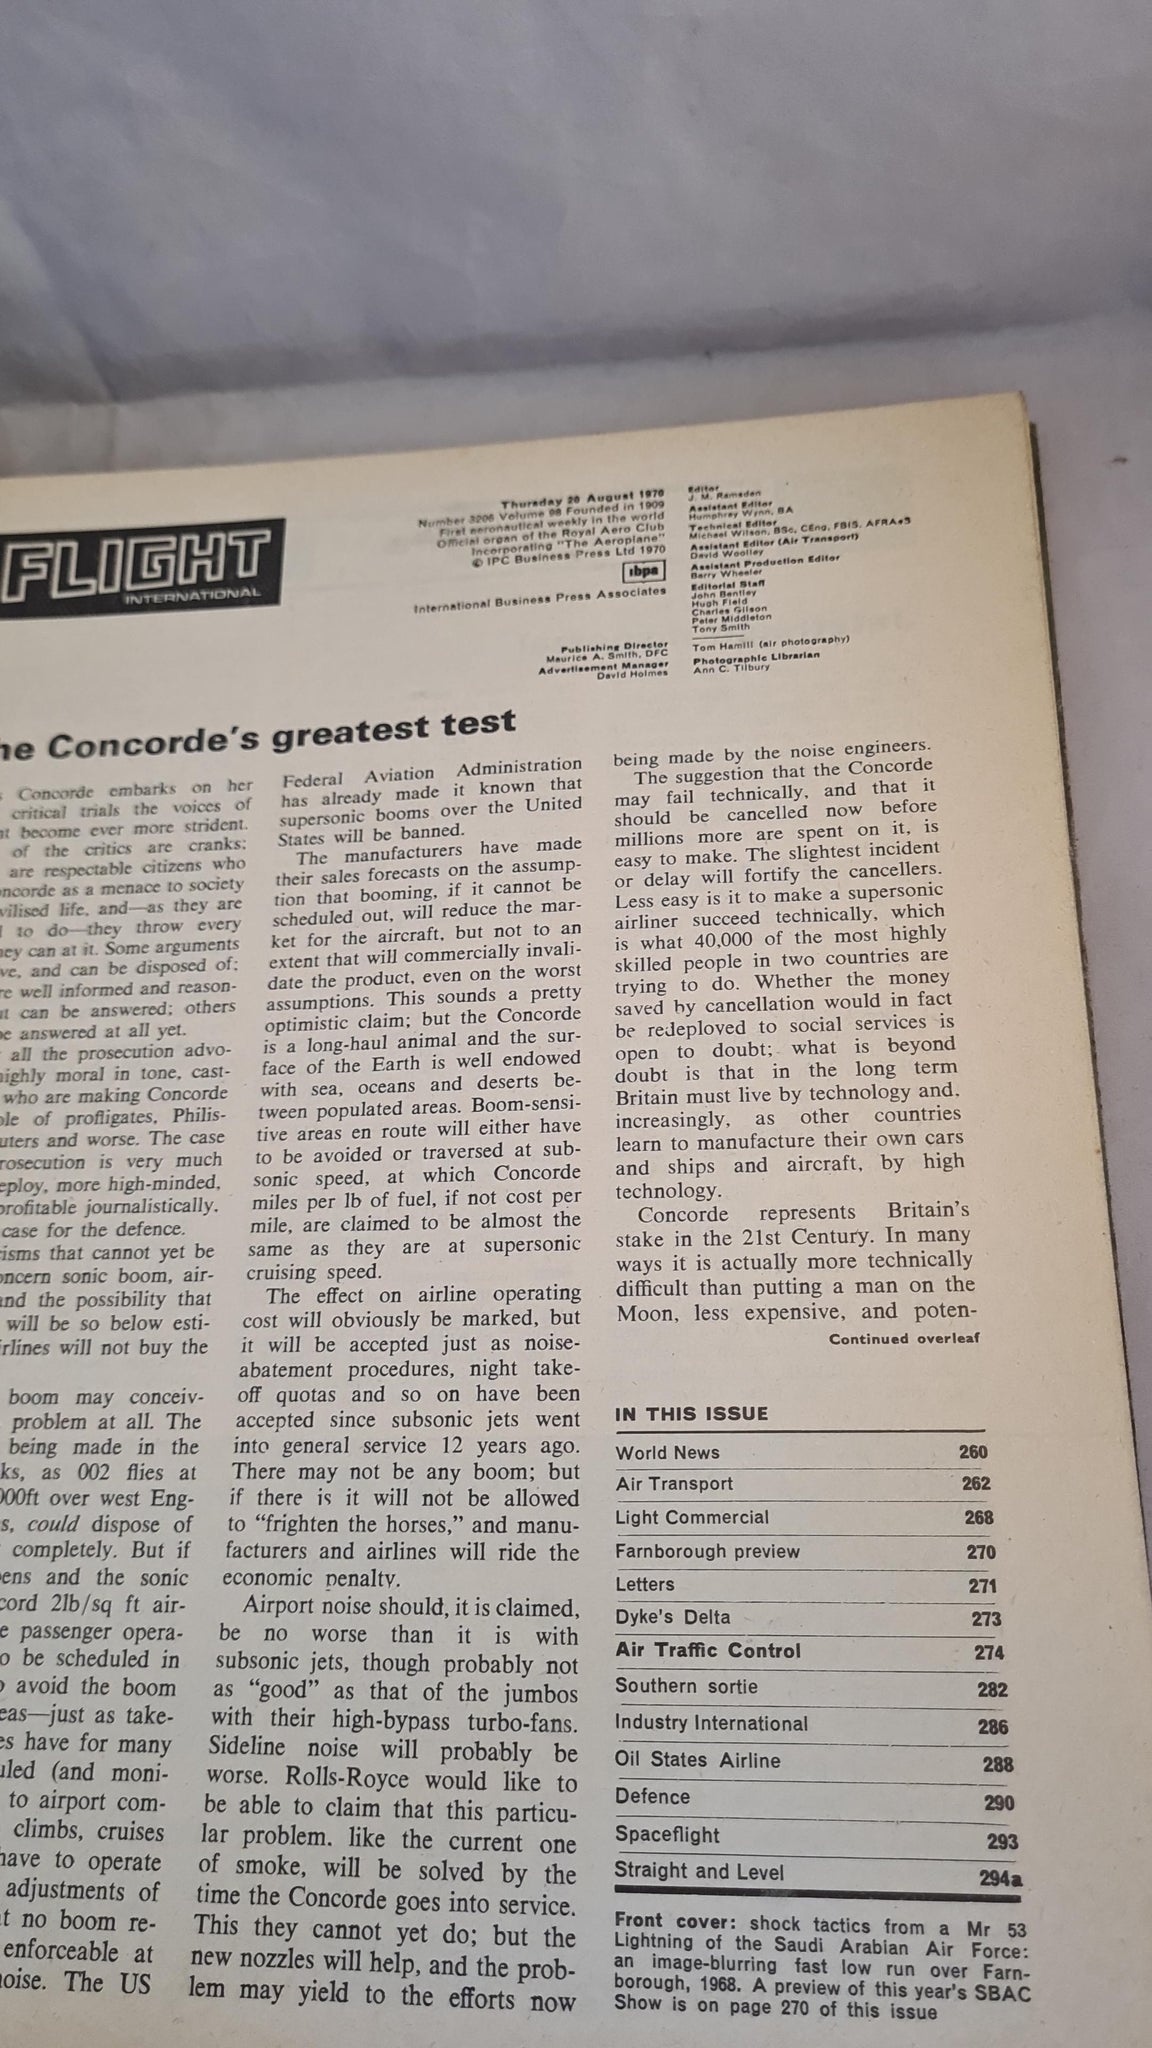 FLIGHT
INTERNATIONAL
Thursday 20 August 1970
Number 3206 Volume 98 Founded in 1909
First aeronautical weekly in the world
Official organ of the Royal Aero Club
Incorporating "The Aeroplane"
© IPC Business Press Ltd 1970
ibpa
International Business Press Associates
Publishing Director
Maurice A. Smith, DFC
Advertisement Manager
David Holmes
Editor
J. M. Ramsden
Assistant Editor
Humphrey Wynn, BA
Technical Editor
Michael Wilson, BSc, CEng, FBIS, AFRAeS
Assistant Editor (Air Transport)
David Woolley
Assistant Production Editor
Barry Wheeler
Editorial Staff
John Bentley
Hugh Field
Charles Gilson
Peter Middleton
Tony Smith
Tom Hamill (air photography)
Photographic Librarian
Ann C. Tilbury
he Concorde's greatest test
s Concorde embarks on her
critical trials the voices of
nt become ever more strident.
of the critics are cranks:
are respectable citizens who
oncorde as a menace to society
vilised life, and—as they are
l to do—they throw every
hey can at it. Some arguments
ve, and can be disposed of;
re well informed and reason-
ut can be answered; others
be answered at all yet.
all the prosecution advo-
highly moral in tone, cast-
who are making Concorde
ole of profligates, Philis-
uters and worse. The case
rosecution is very much
eploy, more high-minded,
profitable journalistically.
case for the defence.
isms that cannot yet be
oncern sonic boom, air-
and the possibility that
will be so below esti-
irlines will not buy the
boom may conceiv-
problem at all. The
being made in the
ks, as 002 flies at
000ft over west Eng-
s, could dispose of
completely. But if
ens and the sonic
cord 2lb/sq ft air-
e passenger opera-
o be scheduled in
o avoid the boom
eas—just as take-
es have for many
uled (and moni-
to airport com-
climbs, cruises
have to operate
adjustments of
t no boom re-
enforceable at
oise. The US
Federal Aviation Administration
has already made it known that
supersonic booms over the United
States will be banned.
The manufacturers have made
their sales forecasts on the assump-
tion that booming, if it cannot be
scheduled out, will reduce the mar-
ket for the aircraft, but not to an
extent that will commercially invali-
date the product, even on the worst
assumptions. This sounds a pretty
optimistic claim; but the Concorde
is a long-haul animal and the sur-
face of the Earth is well endowed
with sea, oceans and deserts be-
tween populated areas. Boom-sensi-
tive areas en route will either have
to be avoided or traversed at sub-
sonic speed, at which Concorde
miles per lb of fuel, if not cost per
mile, are claimed to be almost the
same as they are at supersonic
cruising speed.
The effect on airline operating
cost will obviously be marked, but
it will be accepted just as noise-
abatement procedures, night take-
off quotas and so on have been
accepted since subsonic jets went
into general service 12 years ago.
There may not be any boom; but
if there is it will not be allowed
to "frighten the horses," and manu-
facturers and airlines will ride the
economic penalty.
Airport noise should, it is claimed,
be no worse than it is with
subsonic jets, though probably not
as "good" as that of the jumbos
with their high-bypass turbo-fans.
Sideline noise will probably be
worse. Rolls-Royce would like to
be able to claim that this particu-
lar problem. like the current one
of smoke, will be solved by the
time the Concorde goes into service.
This they cannot yet do; but the
new nozzles will help, and the prob-
lem may yield to the efforts now
being made by the noise engineers.
The suggestion that the Concorde
may fail technically, and that it
should be cancelled now before
millions more are spent on it, is
easy to make. The slightest incident
or delay will fortify the cancellers.
Less easy is it to make a supersonic
airliner succeed technically, which
is what 40,000 of the most highly
skilled people in two countries are
trying to do. Whether the money
saved by cancellation would in fact
be redeployed to social services is
open to doubt; what is beyond
doubt is that in the long term
Britain must live by technology and,
increasingly, as other countries
learn to manufacture their own cars
and ships and aircraft, by high
technology.
Concorde represents Britain's
stake in the 21st Century. In many
ways it is actually more technically
difficult than putting a man on the
Moon, less expensive, and poten-
Continued overleaf
IN THIS ISSUE
World News 260
Air Transport 262
Light Commercial 268
Farnborough preview 270
Letters 271
Dyke's Delta 273
Air Traffic Control 274
Southern sortie 282
Industry International 286
Oil States Airline 288
Defence 290
Spaceflight 293
Straight and Level 294a
Front cover: shock tactics from a Mr 53
Lightning of the Saudi Arabian Air Force:
an image-blurring fast low run over Farn-
borough, 1968. A preview of this year's SBAC
Show is on page 270 of this issue